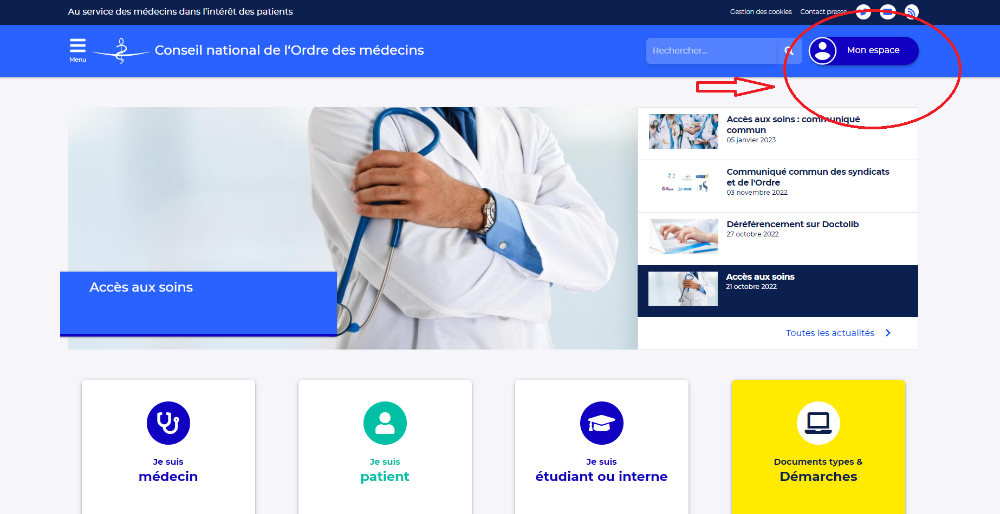 Au service des médecins dans l’intérêt des patients
Gestion des cookies
Contact presse
Menu
Conseil national de l‘Ordre des médecins
Rechercher...
Mon espace
Accès aux soins
Accès aux soins : communiqué
commun
05 janvier 2023
Communiqué commun des syndicats
et de l'Ordre
03 novembre 2022
Déréférencement sur Doctolib
27 octobre 2022
Accès aux soins
21 octobre 2022
Toutes les actualités
Je suis
médecin
Je suis
patient
Je suis
étudiant ou interne
Documents types &
Démarches